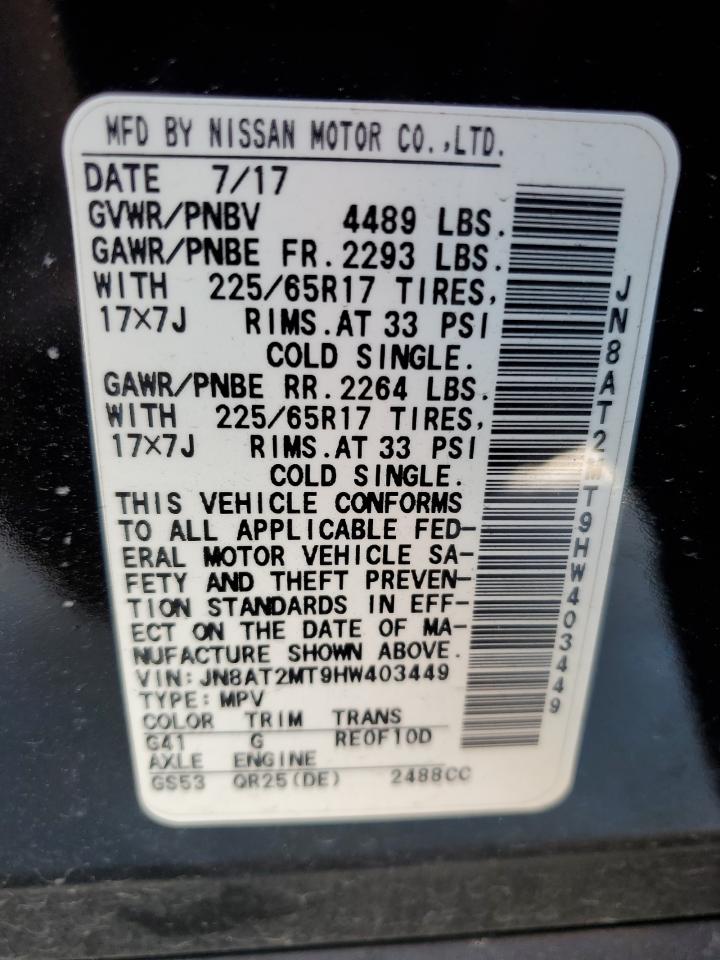 MFD BY NISSAN MOTOR CO.,LTD.
DATE 7/17
GVWR/PNBV 4489 LBS.
GAWR/PNBE FR.2293 LBS.
WITH 225/65R17 TIRES,
17×7J RIMS.AT 33 PSI
COLD SINGLE.
GAWR/PNBE RR.2264 LBS.
WITH 225/65R17 TIRES,
17×7J RIMS.AT 33 PSI
COLD SINGLE.
THIS VEHICLE CONFORMS
TO ALL APPLICABLE FED-
ERAL MOTOR VEHICLE SA-
FETY AND THEFT PREVEN-
TION STANDARDS IN EFF-
ECT ON THE DATE OF MA-
NUFACTURE SHOWN ABOVE.
VIN:JN8AT2MT9HW403449
TYPE:MPV
COLOR TRIM TRANS
G41 G RE0F10D
AXLE ENGINE
GS53 QR25(DE) 2488CC
JN8AT2MT9HW403449